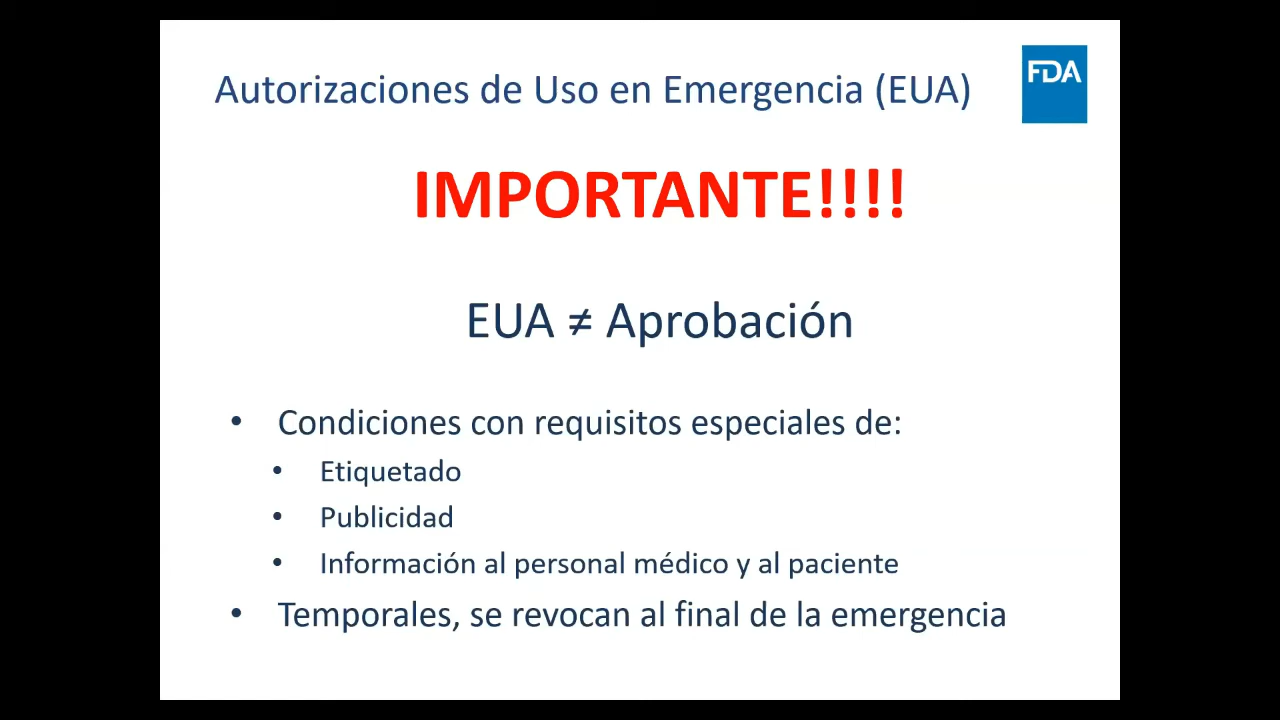 Autorizaciones de Uso en Emergencia (EUA)
FDA
IMPORTANTE!!!!
EUA ≠ Aprobación
• Condiciones con requisitos especiales de:
• Etiquetado
• Publicidad
• Información al personal médico y al paciente
• Temporales, se revocan al final de la emergencia